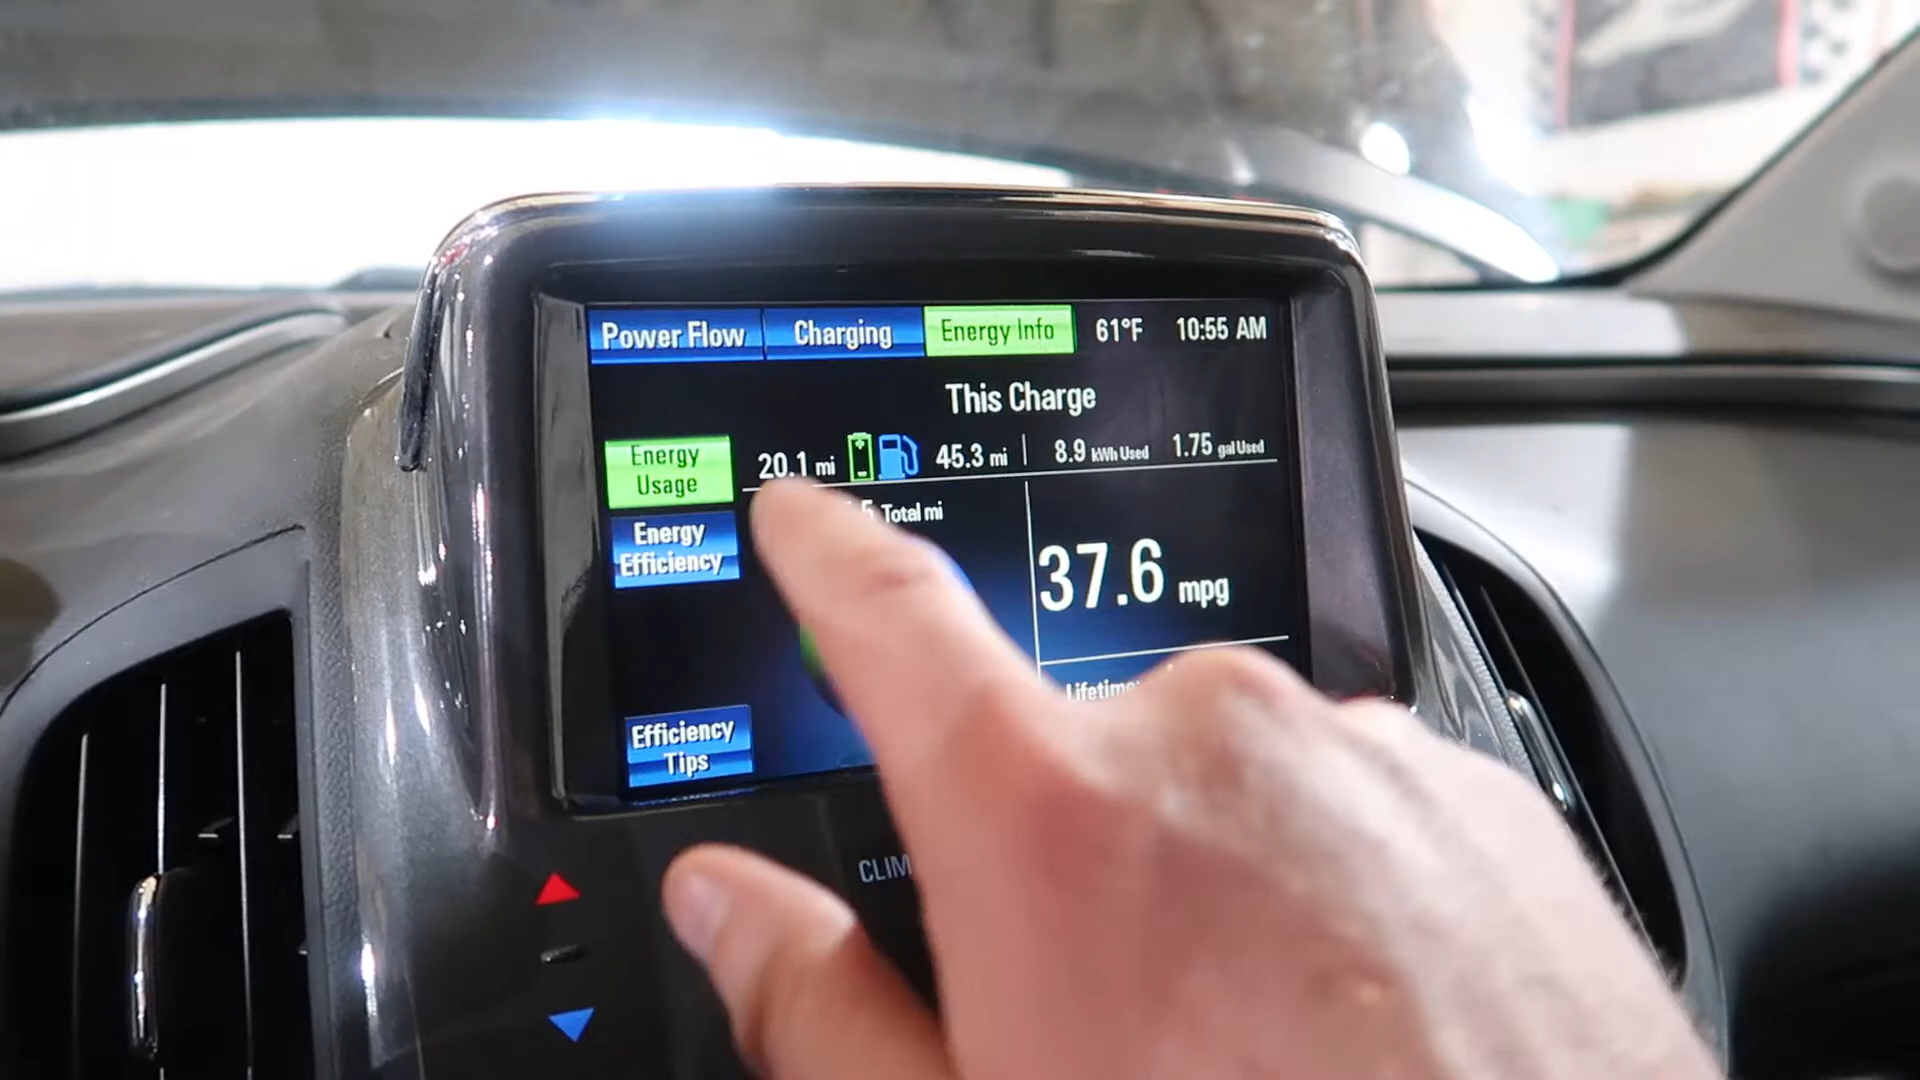 Power Flow Charging Energy Info 61°F 10:55 AM
This Charge
Energy
Usage
20.1 mi 45.3 mi 8.9 kWh Used 1.75 gal Used
Total mi
Energy
Efficiency
37.6 mpg
Efficiency
Tips